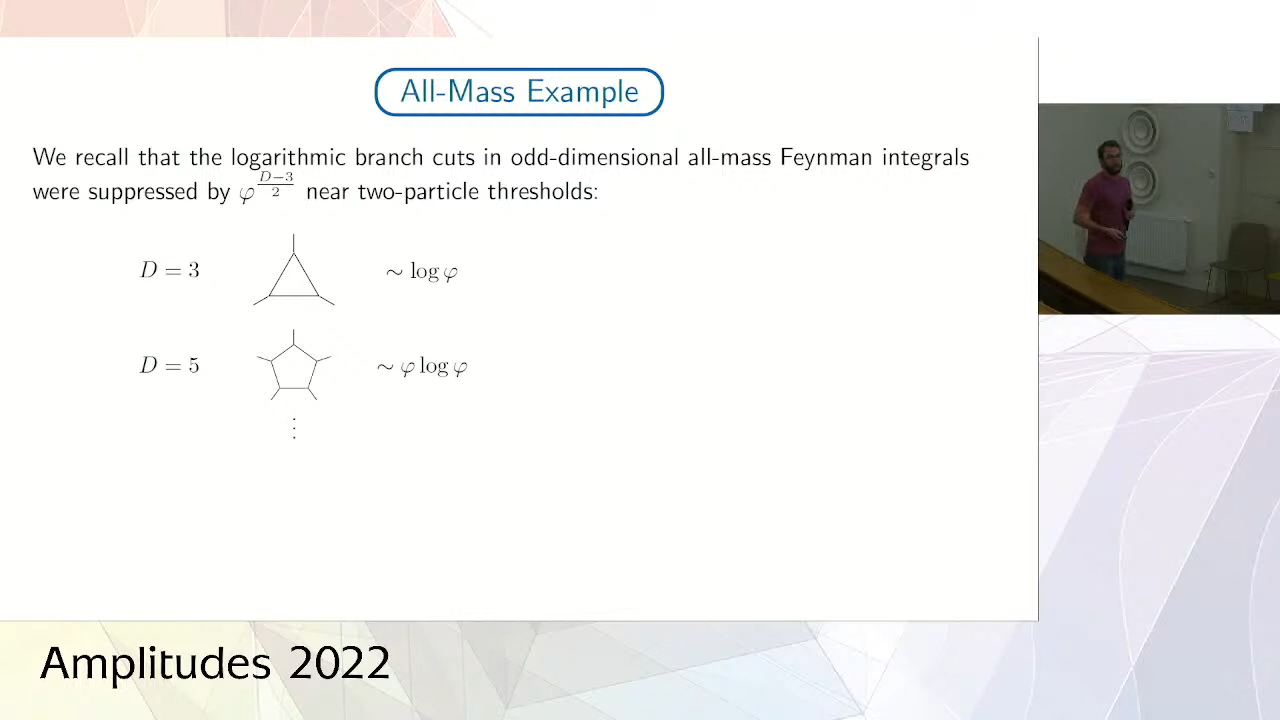 All-Mass Example
We recall that the logarithmic branch cuts in odd-dimensional all-mass Feynman integrals
were suppressed by φ^{\frac{D-3}{2}} near two-particle thresholds:
D = 3 ∼ log φ
D = 5 ∼ φ log φ
⋮
Amplitudes 2022